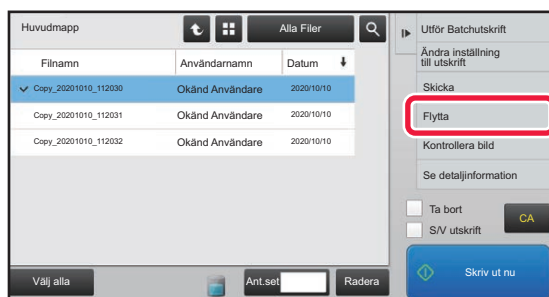 Huvudmapp
Alla Filer
Filnamn
Användarnamn
Datum
Copy_20201010_112030
Okänd Användare
2020/10/10
Copy_20201010_112031
Okänd Användare
2020/10/10
Copy_20201010_112032
Okänd Användare
2020/10/10
Välj alla
Ant.set
Radera
Utför Batchutskrift
Ändra inställning
till utskrift
Skicka
Flytta
Kontrollera bild
Se detaljinformation
Ta bort
S/V utskrift
CA
Skriv ut nu